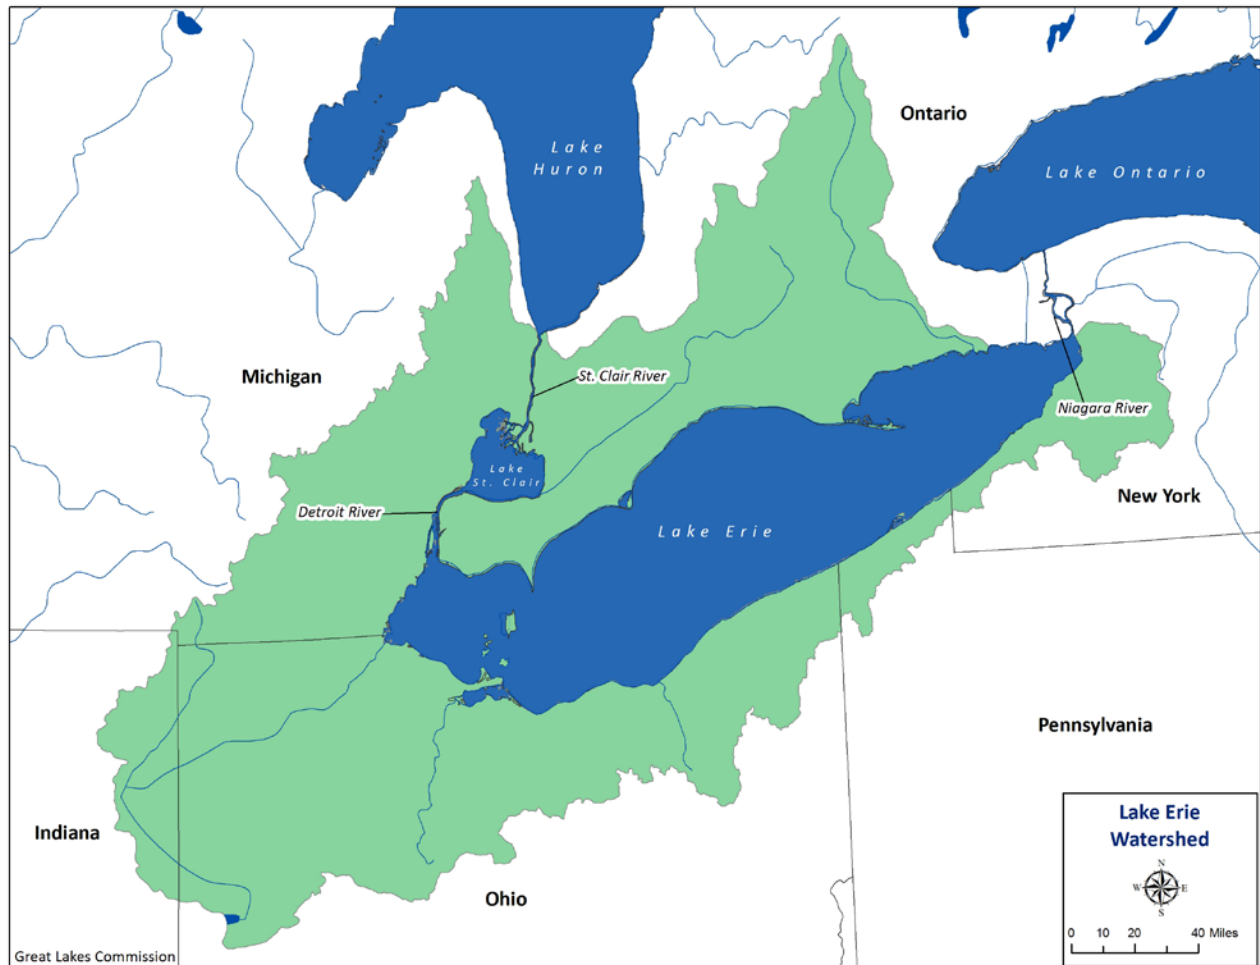 Ontario
Lake
Huron
Lake Ontario
Michigan
St. Clair River
Niagara River
Lake
St. Clair
New York
Detroit River
Lake Erie
Pennsylvania
Indiana
Ohio
Lake Erie
Watershed
N
W E
S
0 10 20 40 Miles
Great Lakes Commission